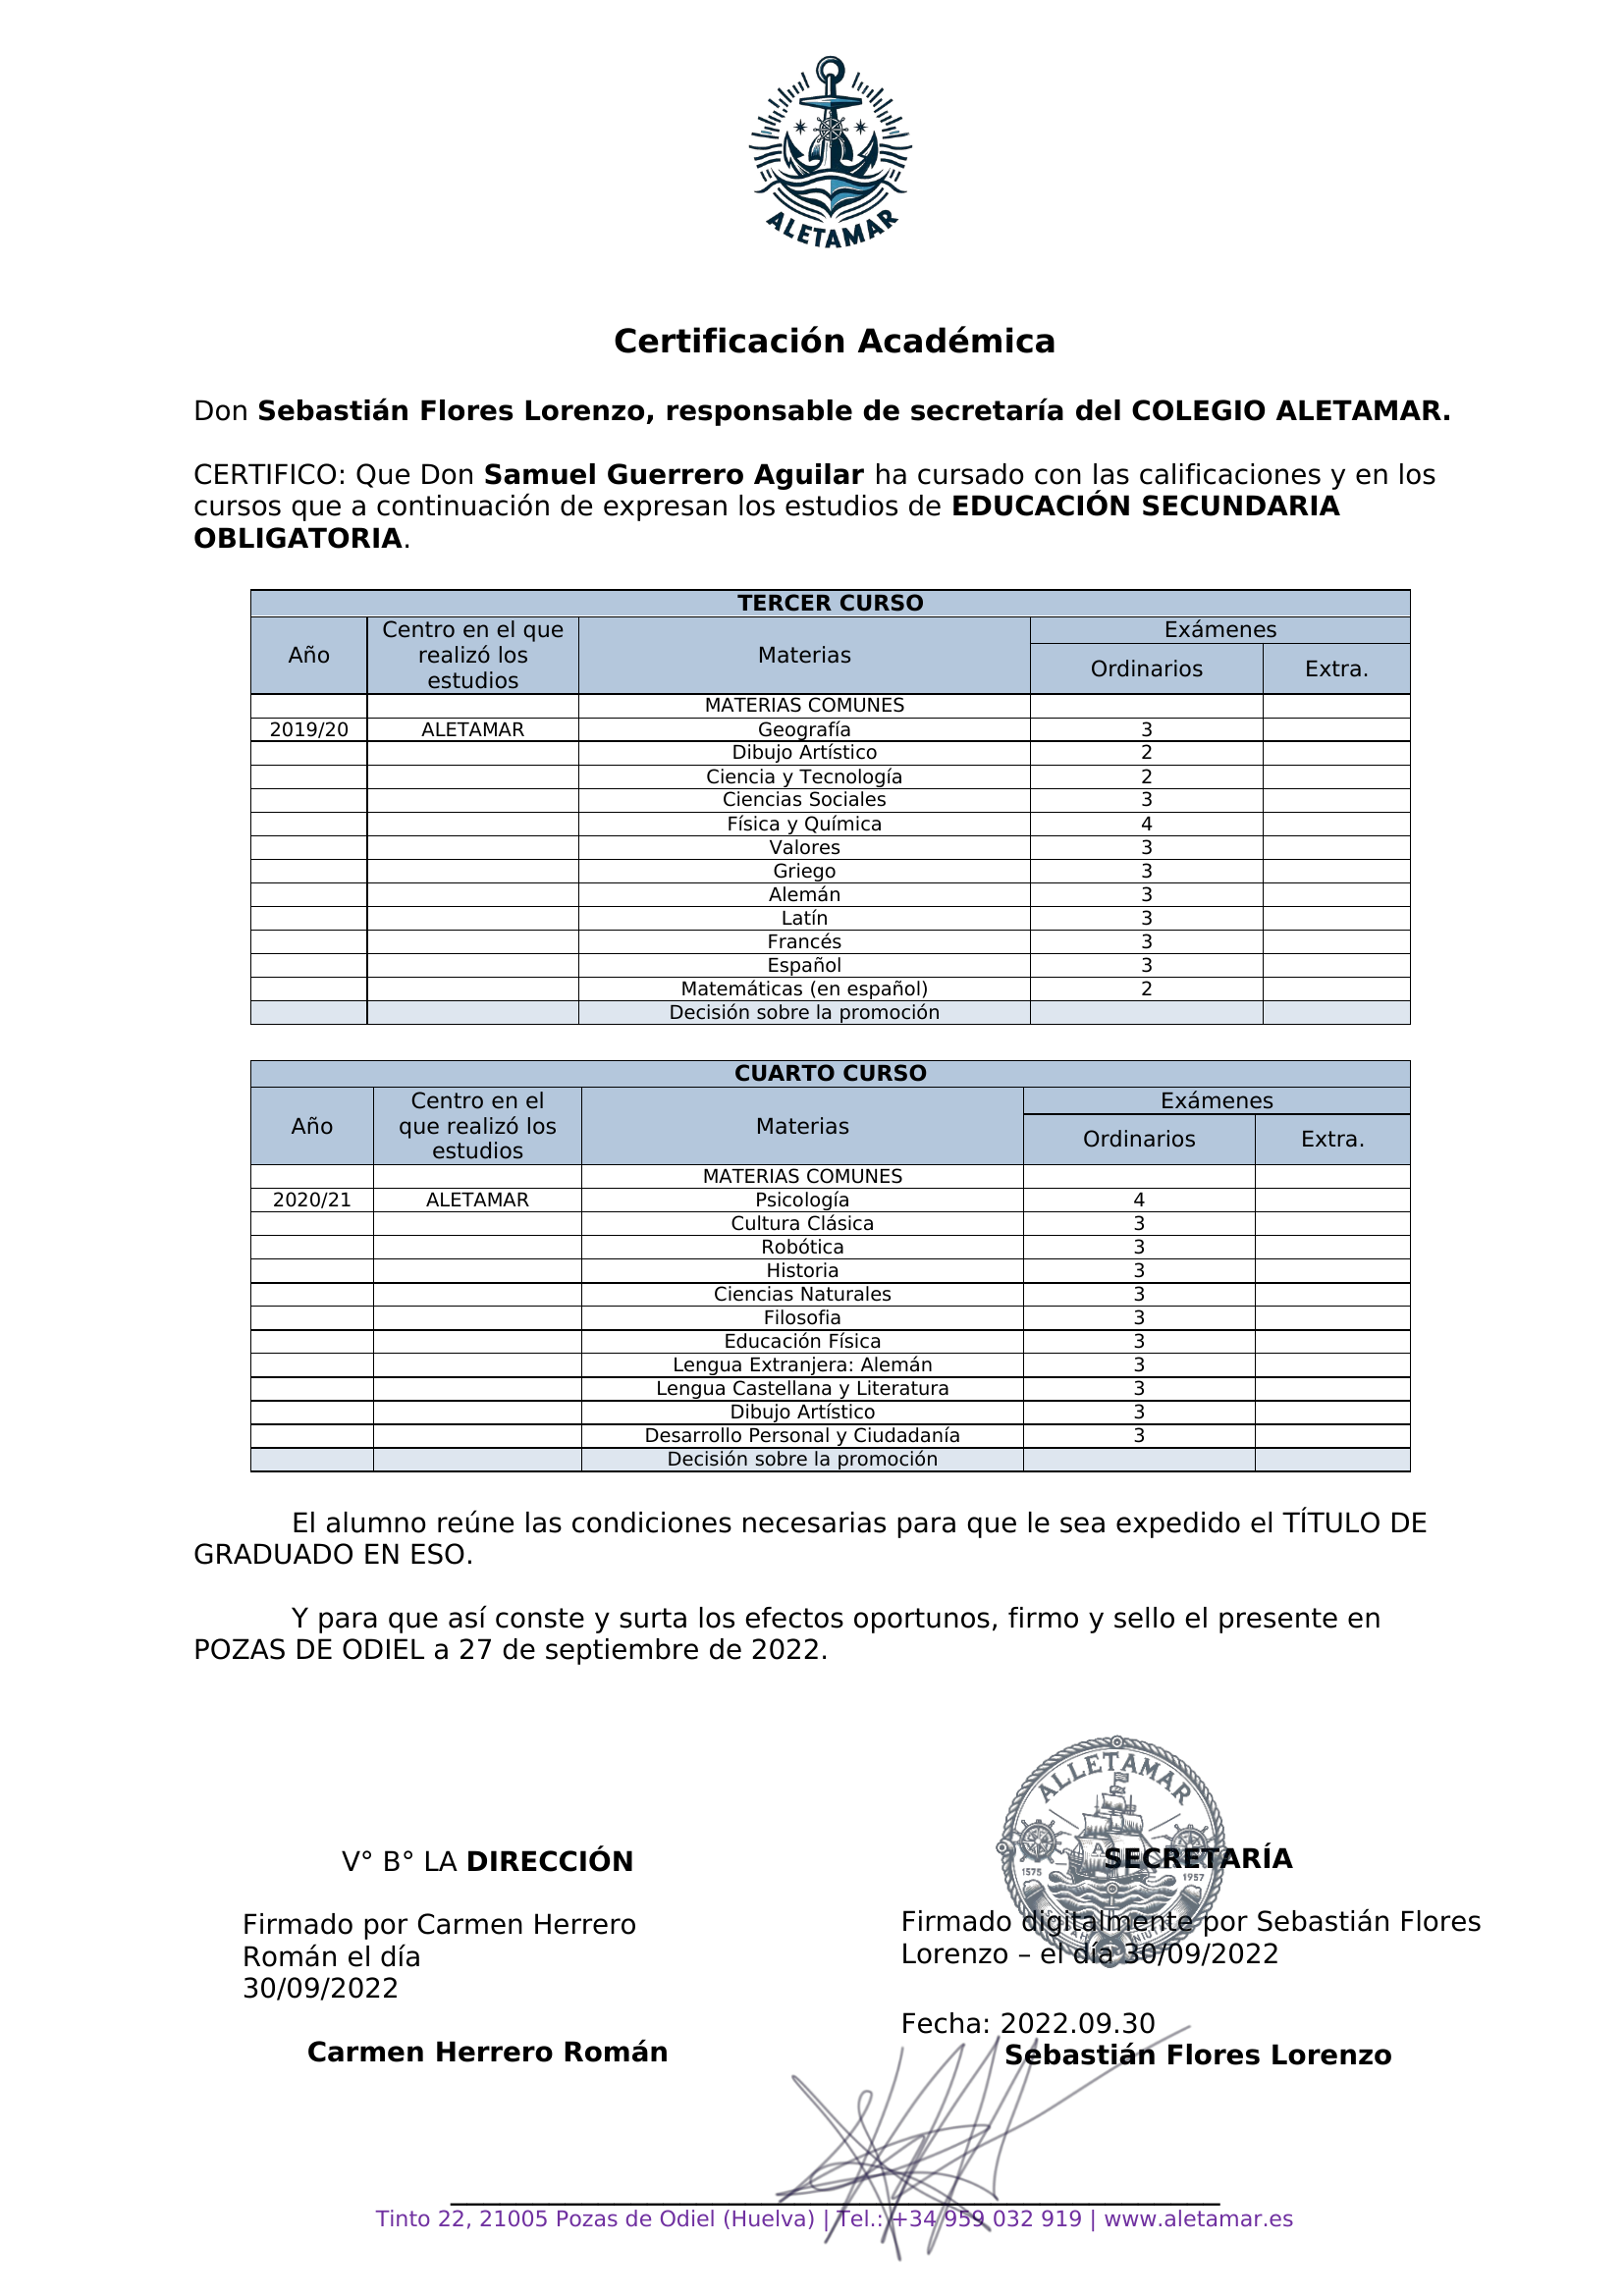 ALETAMAR
Certificación Académica
Don Sebastián Flores Lorenzo, responsable de secretaría del COLEGIO ALETAMAR.
CERTIFICO: Que Don Samuel Guerrero Aguilar ha cursado con las calificaciones y en los
cursos que a continuación de expresan los estudios de EDUCACIÓN SECUNDARIA
OBLIGATORIA.
TERCER CURSO
Año Centro en el que realizó los estudios Materias Exámenes
Ordinarios Extra.
MATERIAS COMUNES
2019/20 ALETAMAR Geografía 3
Dibujo Artístico 2
Ciencia y Tecnología 2
Ciencias Sociales 3
Física y Química 4
Valores 3
Griego 3
Alemán 3
Latín 3
Francés 3
Español 3
Matemáticas (en español) 2
Decisión sobre la promoción
CUARTO CURSO
Año Centro en el que realizó los estudios Materias Exámenes
Ordinarios Extra.
MATERIAS COMUNES
2020/21 ALETAMAR Psicología 4
Cultura Clásica 3
Robótica 3
Historia 3
Ciencias Naturales 3
Filosofia 3
Educación Física 3
Lengua Extranjera: Alemán 3
Lengua Castellana y Literatura 3
Dibujo Artístico 3
Desarrollo Personal y Ciudadanía 3
Decisión sobre la promoción
El alumno reúne las condiciones necesarias para que le sea expedido el TÍTULO DE
GRADUADO EN ESO.
Y para que así conste y surta los efectos oportunos, firmo y sello el presente en
POZAS DE ODIEL a 27 de septiembre de 2022.
ALLETAMAR
A
1575 1957
V° B° LA DIRECCIÓN
SECRETARÍA
Firmado por Carmen Herrero
Román el día
30/09/2022
Firmado digitalmente por Sebastián Flores
Lorenzo – el día 30/09/2022
Fecha: 2022.09.30
Carmen Herrero Román
Sebastián Flores Lorenzo
Tinto 22, 21005 Pozas de Odiel (Huelva) | Tel.: +34 959 032 919 | www.aletamar.es